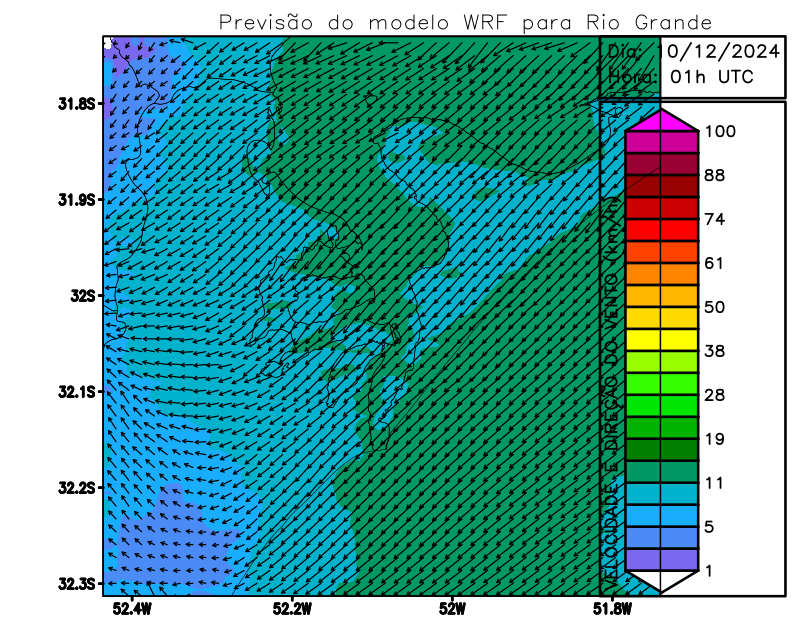 Previsão do modelo WRF para Rio Grande
Dia: 10/12/2024
Hora: 01h UTC
31.8S
31.9S
32S
32.1S
32.2S
32.3S
52.4W
52.2W
52W
51.8W
VELOCIDADE E DIREÇÃO DO VENTO (km/h)
100
88
74
61
50
38
28
19
11
5
1